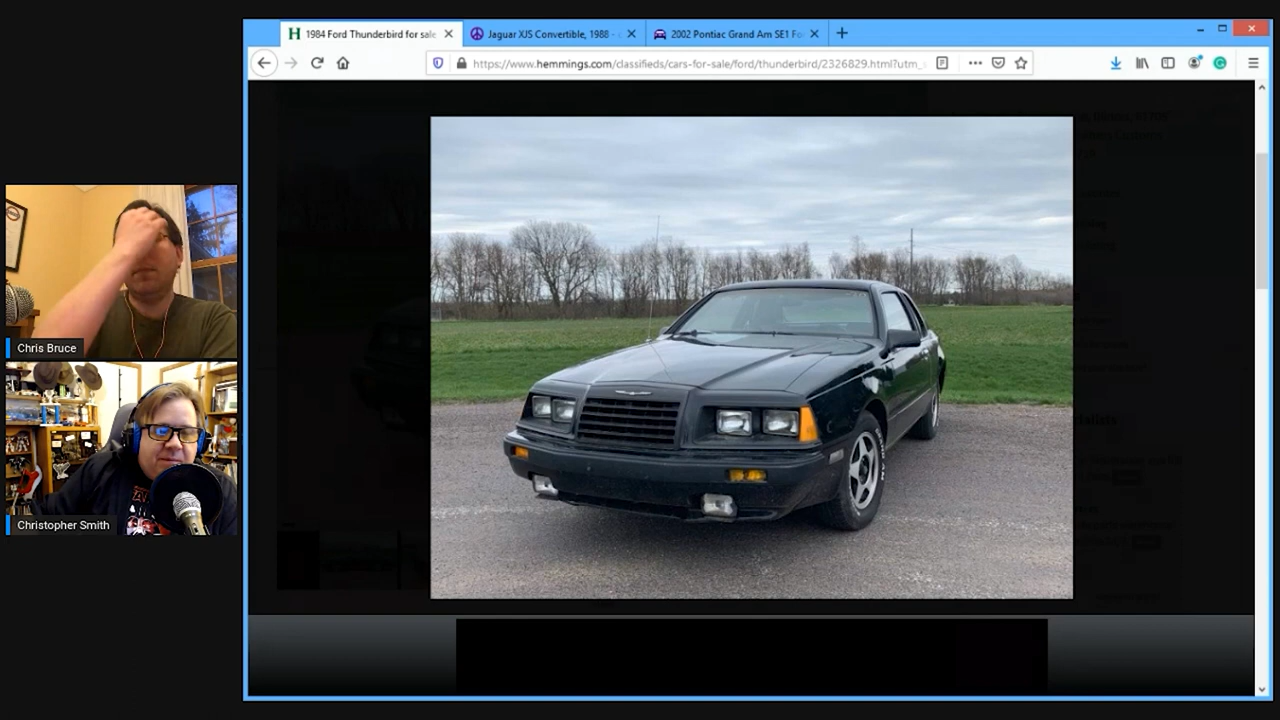 1984 Ford Thunderbird for sale
Jaguar XJS Convertible, 1988 -
2002 Pontiac Grand Am SE1 Fo
https://www.hemmings.com/classifieds/cars-for-sale/ford/thunderbird/2326829.html?utm_
Chris Bruce
Christopher Smith